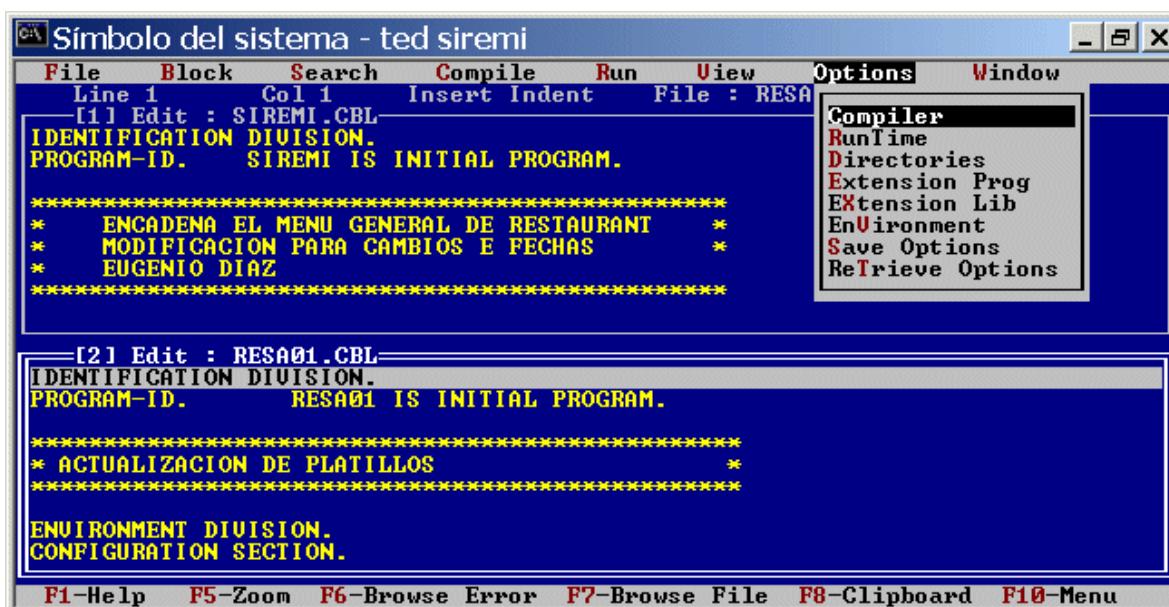 Símbolo del sistema - ted siremi
File Block Search Compile Run View Options Window
Line 1 Col 1 Insert Indent File : RESA
[1] Edit : SIREMI.CBL
IDENTIFICATION DIVISION.
PROGRAM-ID. SIREMI IS INITIAL PROGRAM.
*************************************************
* ENCADENA EL MENU GENERAL DE RESTAURANT *
* MODIFICACION PARA CAMBIOS E FECHAS *
* EUGENIO DIAZ
*************************************************
Compiler
RunTime
Directories
Extension Prog
EXtension Lib
EnVironment
Save Options
ReTrieve Options
[2] Edit : RESA01.CBL
IDENTIFICATION DIVISION.
PROGRAM-ID. RESA01 IS INITIAL PROGRAM.
**************************************************
* ACTUALIZACION DE PLATILLOS *
**************************************************
ENVIRONMENT DIVISION.
CONFIGURATION SECTION.
F1-Help F5-Zoom F6-Browse Error F7-Browse File F8-Clipboard F10-Menu